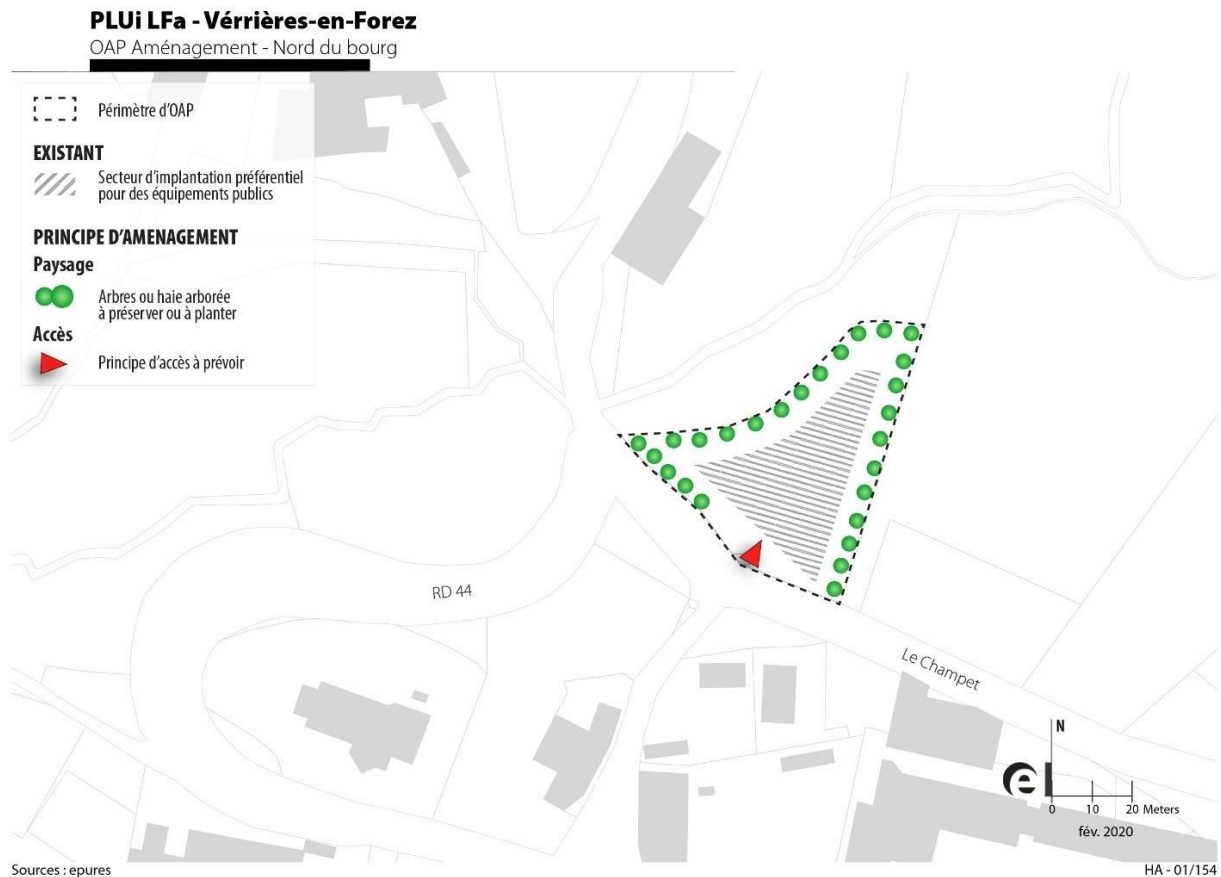 PLUi LFa - Vérrières-en-Forez
OAP Aménagement - Nord du bourg
Périmètre d'OAP
EXISTANT
Secteur d'implantation préférentiel
pour des équipements publics
PRINCIPE D'AMENAGEMENT
Paysage
Arbres ou haie arborée
à préserver ou à planter
Accès
Principe d'accès à prévoir
RD 44
Le Champet
N
e
0 10 20 Meters
fév. 2020
Sources : epures
HA - 01/154